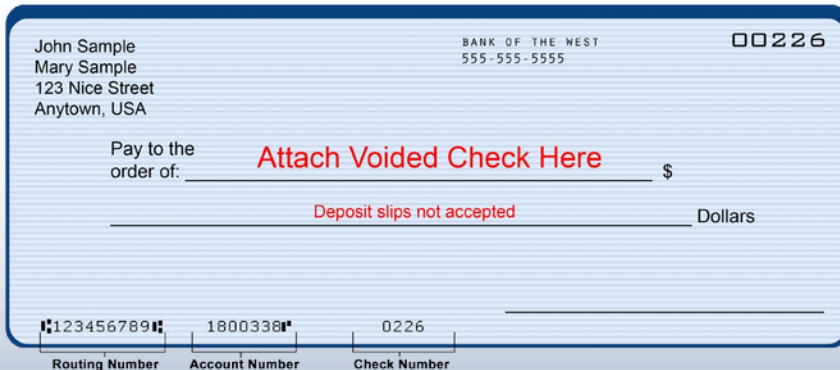 John Sample
Mary Sample
123 Nice Street
Anytown, USA
BANK OF THE WEST
555-555-5555
00226
Pay to the
order of:
Attach Voided Check Here
$
Deposit slips not accepted
Dollars
⑆123456789⑆ 1800338⑈ 0226
Routing Number Account Number Check Number